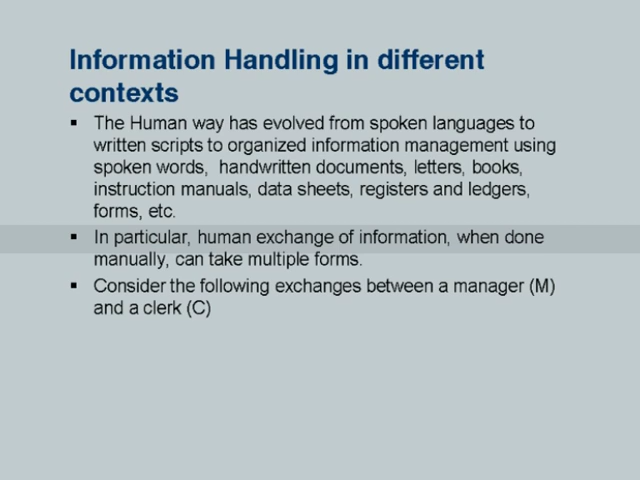 Information Handling in different
contexts
▪ The Human way has evolved from spoken languages to
written scripts to organized information management using
spoken words, handwritten documents, letters, books,
instruction manuals, data sheets, registers and ledgers,
forms, etc.
▪ In particular, human exchange of information, when done
manually, can take multiple forms.
▪ Consider the following exchanges between a manager (M)
and a clerk (C)